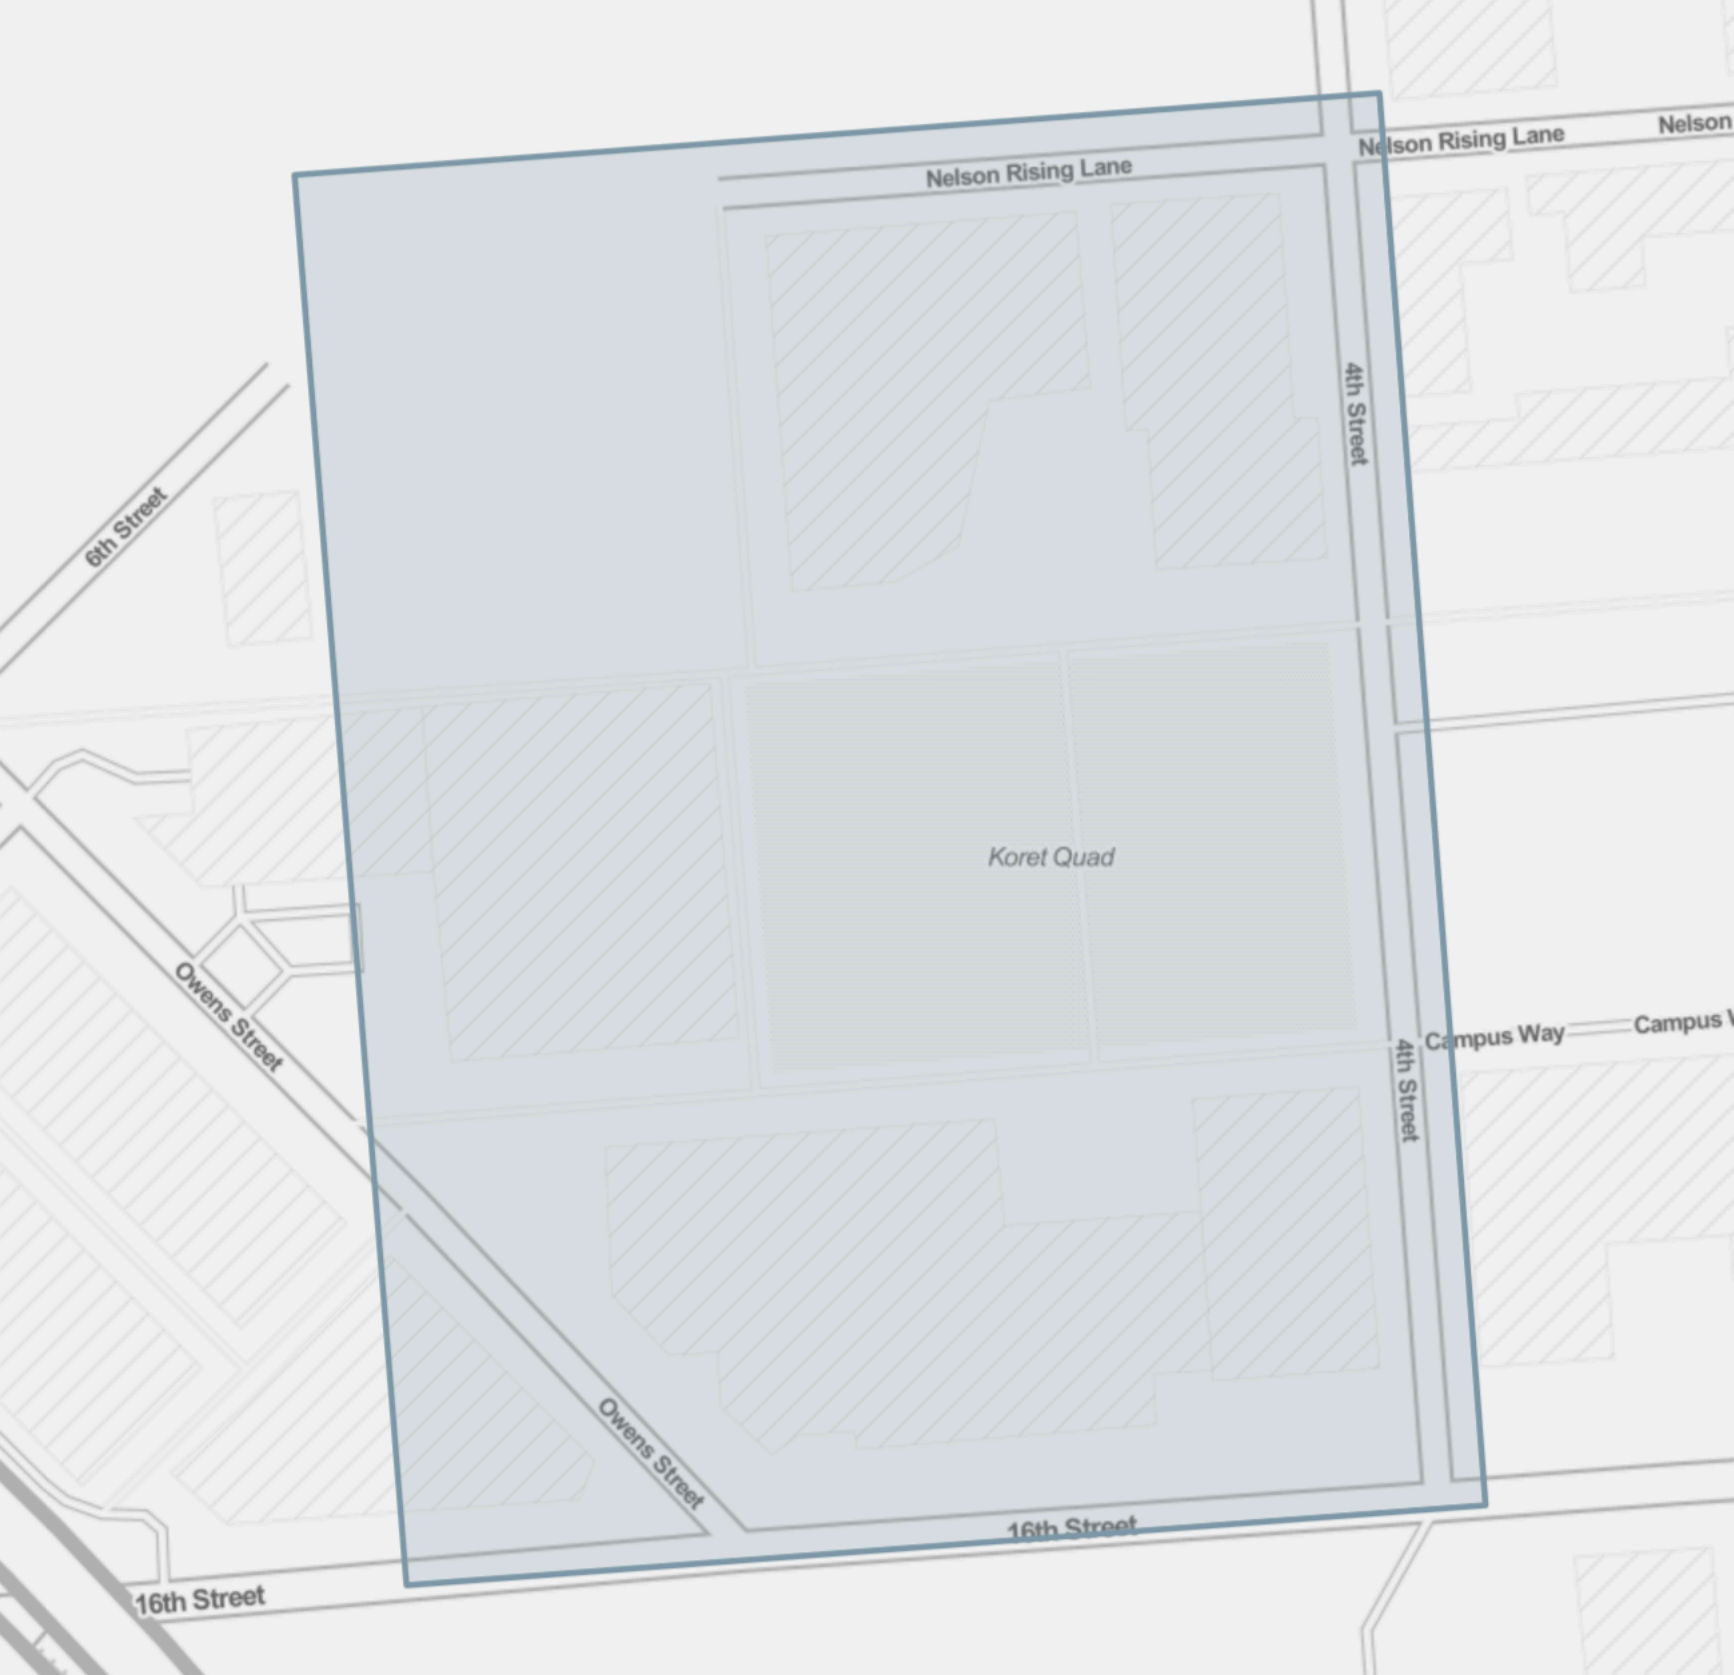 Nelson
Nelson Rising Lane
Nelson Rising Lane
4th Street
6th Street
Koret Quad
Owens Street
Campus Way
Campus
4th Street
Owens Street
16th Street
16th Street